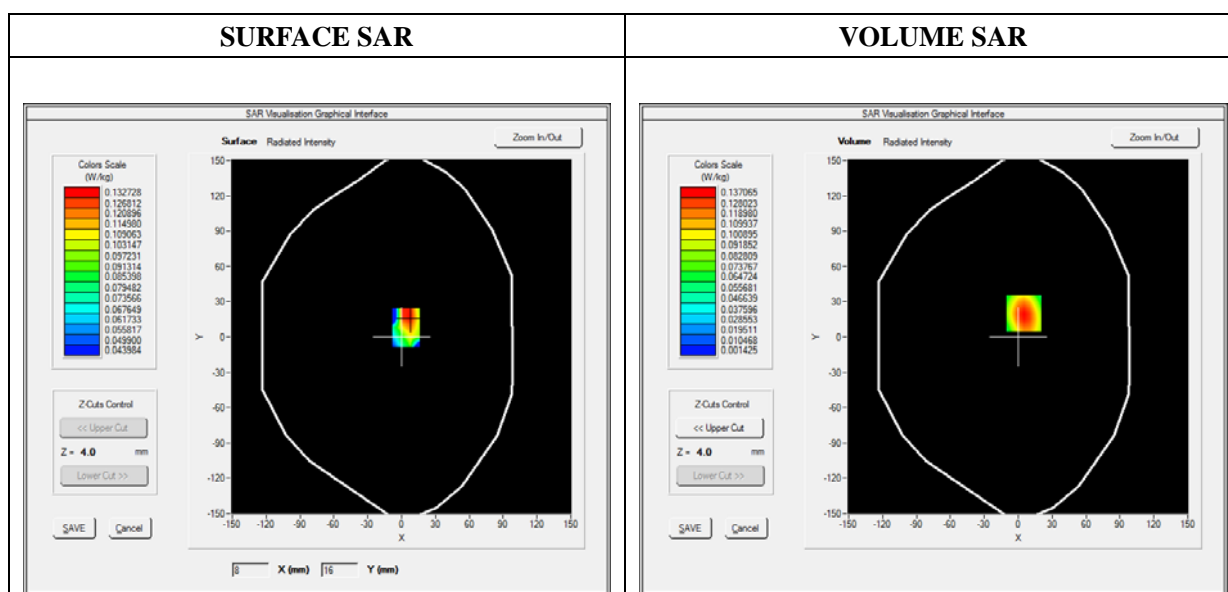 SURFACE SAR
VOLUME SAR
SAR Visualisation Graphical Interface
Surface Radiated Intensity
Zoom In/Out
Colors Scale
(W/kg)
0.132728
0.126812
0.120896
0.114980
0.109063
0.103147
0.097231
0.091314
0.085398
0.079482
0.073566
0.067649
0.061733
0.055817
0.049900
0.043984
Z-Cuts Control
<< Upper Cut
Z = 4.0 mm
Lower Cut >>
SAVE
Cancel
150
120
90
60
30
0
-30
-60
-90
-120
-150
Y
-150 -120 -90 -60 -30 0 30 60 90 120 150
X
8 X (mm) 16 Y (mm)
SAR Visualisation Graphical Interface
Volume Radiated Intensity
Zoom In/Out
Colors Scale
(W/kg)
0.137065
0.128023
0.118980
0.109937
0.100895
0.091852
0.082809
0.073767
0.064724
0.055681
0.046639
0.037596
0.028553
0.019511
0.010468
0.001425
Z-Cuts Control
<< Upper Cut
Z = 4.0 mm
Lower Cut >>
SAVE
Cancel
150
120
90
60
30
0
-30
-60
-90
-120
-150
Y
-150 -120 -90 -60 -30 0 30 60 90 120 150
X